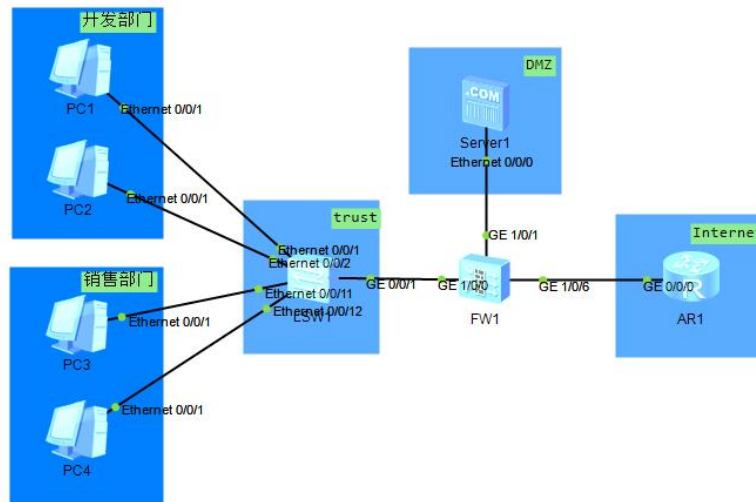 开发部门
PC1
Ethernet 0/0/1
PC2
Ethernet 0/0/1
销售部门
PC3
Ethernet 0/0/1
PC4
Ethernet 0/0/1
trust
Ethernet 0/0/1
Ethernet 0/0/2
Ethernet 0/0/11
Ethernet 0/0/12
LSW1
GE 0/0/1
DMZ
.COM
Server1
Ethernet 0/0/0
GE 1/0/1
GE 1/0/0
FW1
GE 1/0/6
Internet
GE 0/0/0
R
AR1